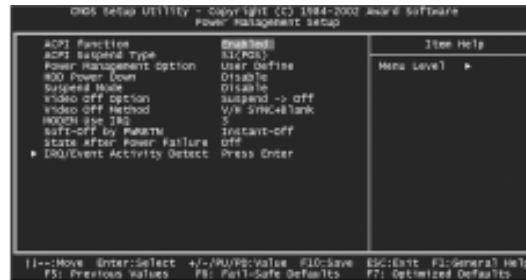 CMOS Setup Utility - Copyright (C) 1984-2002 Award Software
Power Management Setup
ACPI function Enabled
ACPI Suspend Type S1(POS)
Power Management Option User Define
HDD Power Down Disable
Suspend Mode Disable
Video Off Option Suspend -> Off
Video Off Method V/H SYNC+Blank
MODEM Use IRQ 3
Soft-Off by PWRBTN Instant-Off
State After Power Failure Off
▶ IRQ/Event Activity Detect Press Enter
Item Help
Menu Level ▶
||--:Move Enter:Select +/-/PU/PD:Value F10:Save ESC:Exit F1:General Help
F5: Previous Values F6: Fail-Safe Defaults F7: Optimized Defaults